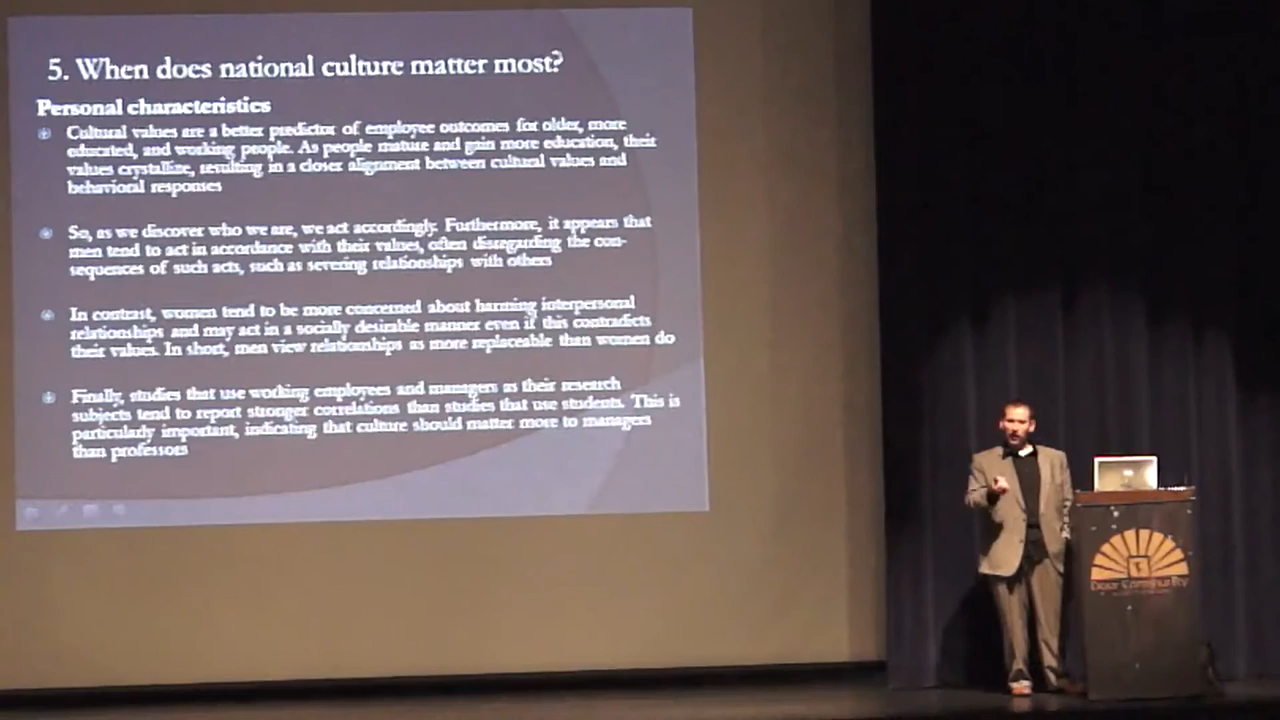 5. When does national culture matter most?
Personal characteristics
Cultural values are a better predictor of employee outcomes for older, more
educated, and working people. As people mature and gain more education, their
values crystallize, resulting in a closer alignment between cultural values and
behavioral responses
So, as we discover who we are, we act accordingly. Furthermore, it appears that
men tend to act in accordance with their values, often disregarding the con-
sequences of such acts, such as severing relationships with others
In contrast, women tend to be more concerned about harming interpersonal
relationships and may act in a socially desirable manner even if this contradicts
their values. In short, men view relationships as more replaceable than women do
Finally, studies that use working employees and managers as their research
subjects tend to report stronger correlations than studies that use students. This is
particularly important, indicating that culture should matter more to managers
than professors
Community